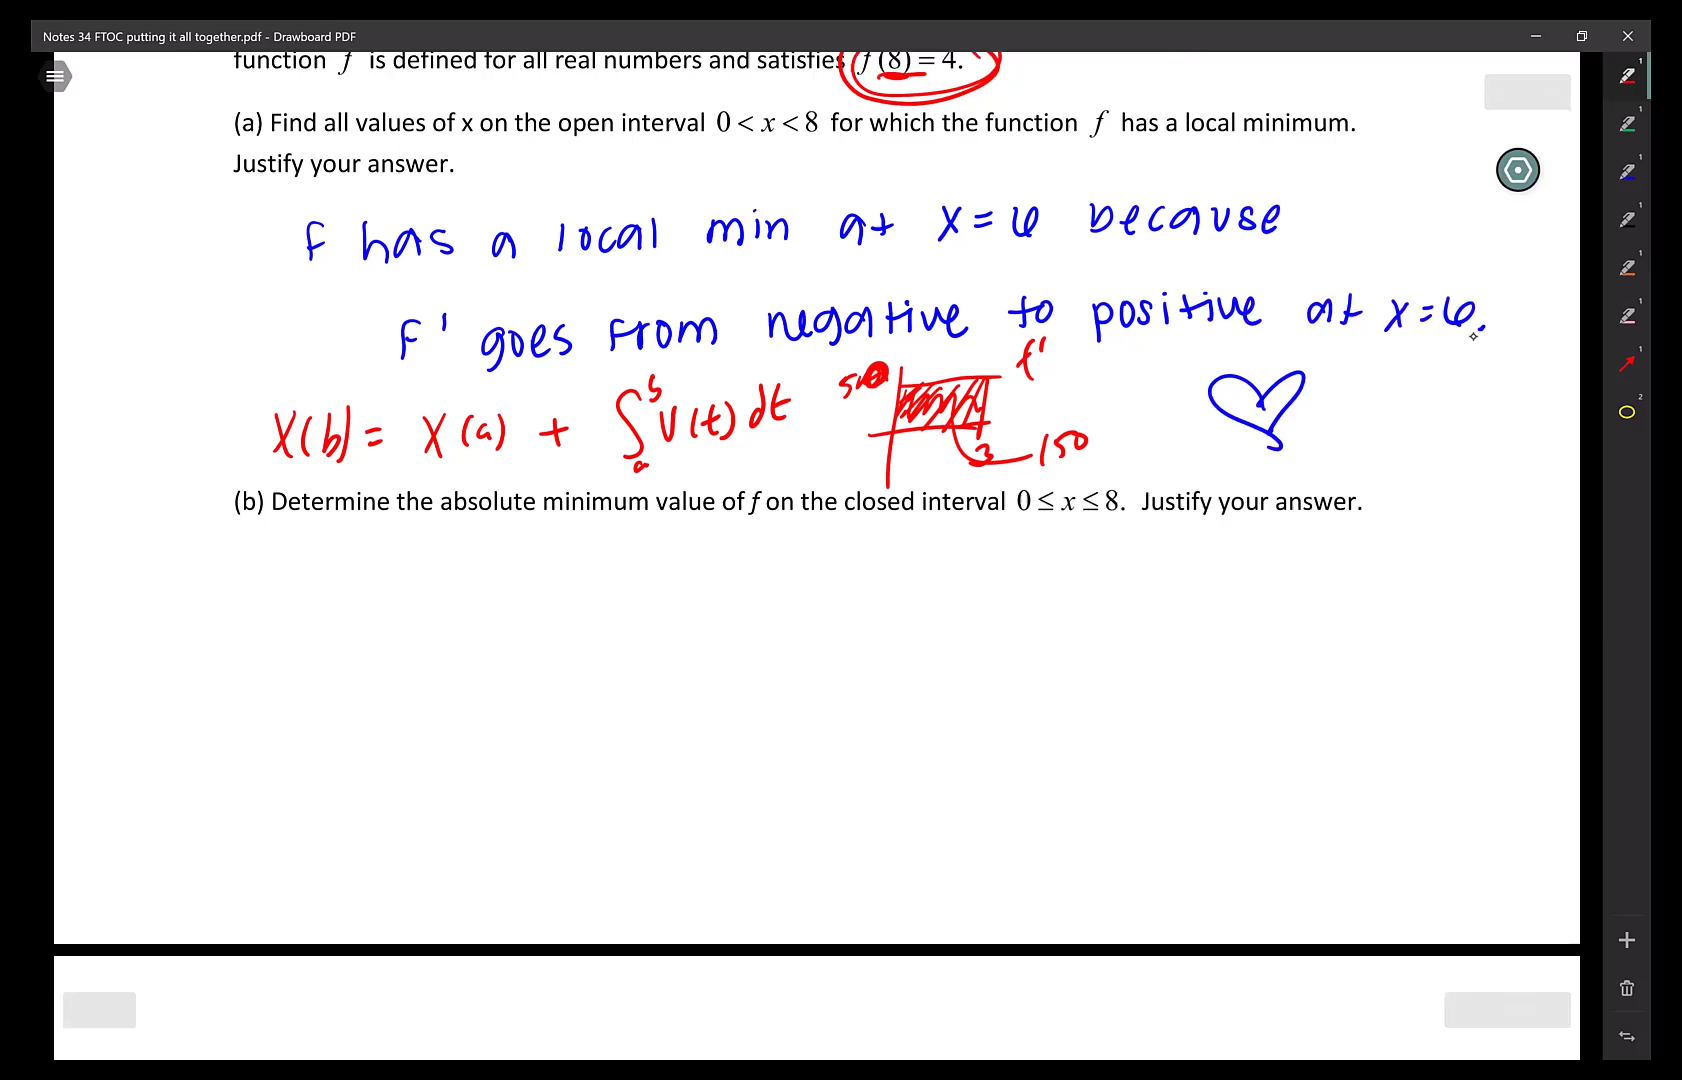 Notes 34 FTOC putting it all together.pdf - Drawboard PDF
function f is defined for all real numbers and satisfies f(8) = 4.
(a) Find all values of x on the open interval 0 < x < 8 for which the function f has a local minimum.
Justify your answer.
F has a local min at x = 6 because
F' goes from negative to positive at x = 6.
f'
50
X(b) = X(a) + ∫ₐᵇ V(t) dt
3
150
(b) Determine the absolute minimum value of f on the closed interval 0 ≤ x ≤ 8. Justify your answer.